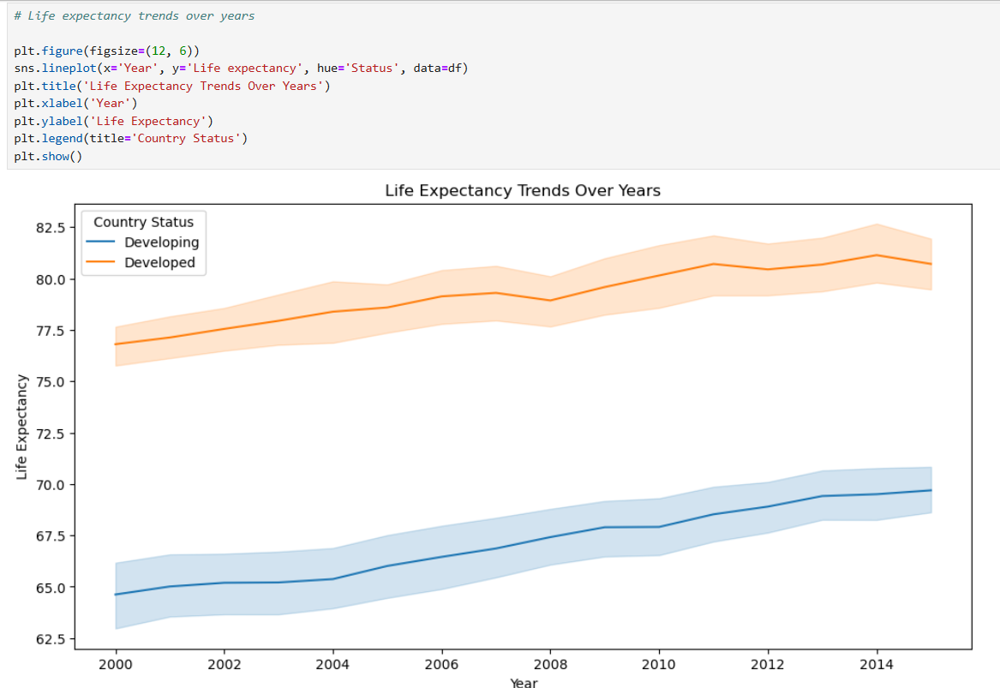 # Life expectancy trends over years
plt.figure(figsize=(12, 6))
sns.lineplot(x='Year', y='Life expectancy', hue='Status', data=df)
plt.title('Life Expectancy Trends Over Years')
plt.xlabel('Year')
plt.ylabel('Life Expectancy')
plt.legend(title='Country Status')
plt.show()
Life Expectancy Trends Over Years
Country Status
Developing
Developed
82.5
80.0
77.5
75.0
72.5
70.0
67.5
65.0
62.5
Life Expectancy
2000 2002 2004 2006 2008 2010 2012 2014
Year